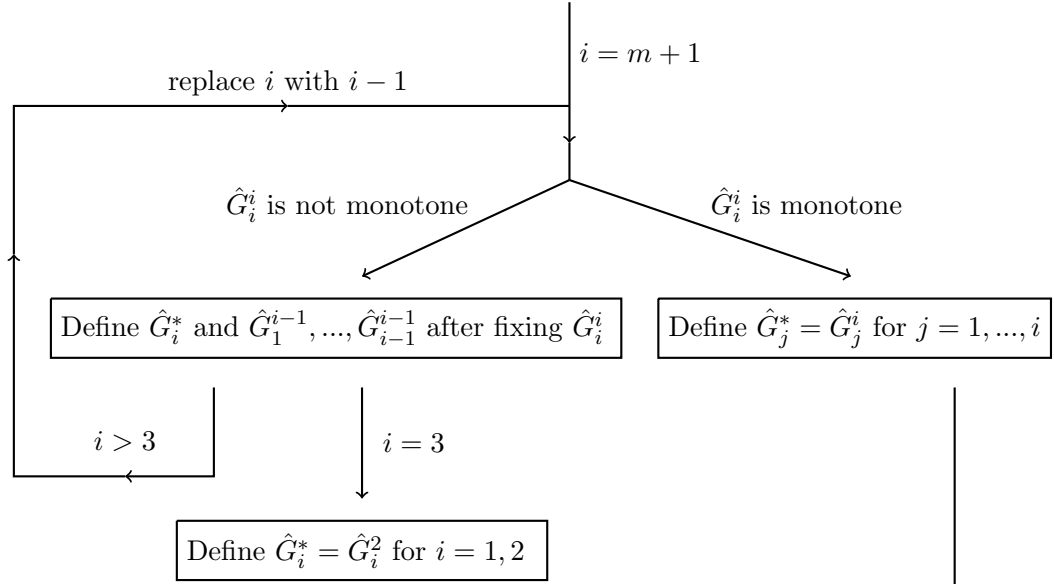 i = m + 1
replace i with i − 1
Ĝ_i^i is not monotone
Ĝ_i^i is monotone
Define Ĝ_i^* and Ĝ_1^{i−1}, ..., Ĝ_{i−1}^{i−1} after fixing Ĝ_i^i
Define Ĝ_j^* = Ĝ_j^i for j = 1, ..., i
i > 3
i = 3
Define Ĝ_i^* = Ĝ_i^2 for i = 1, 2